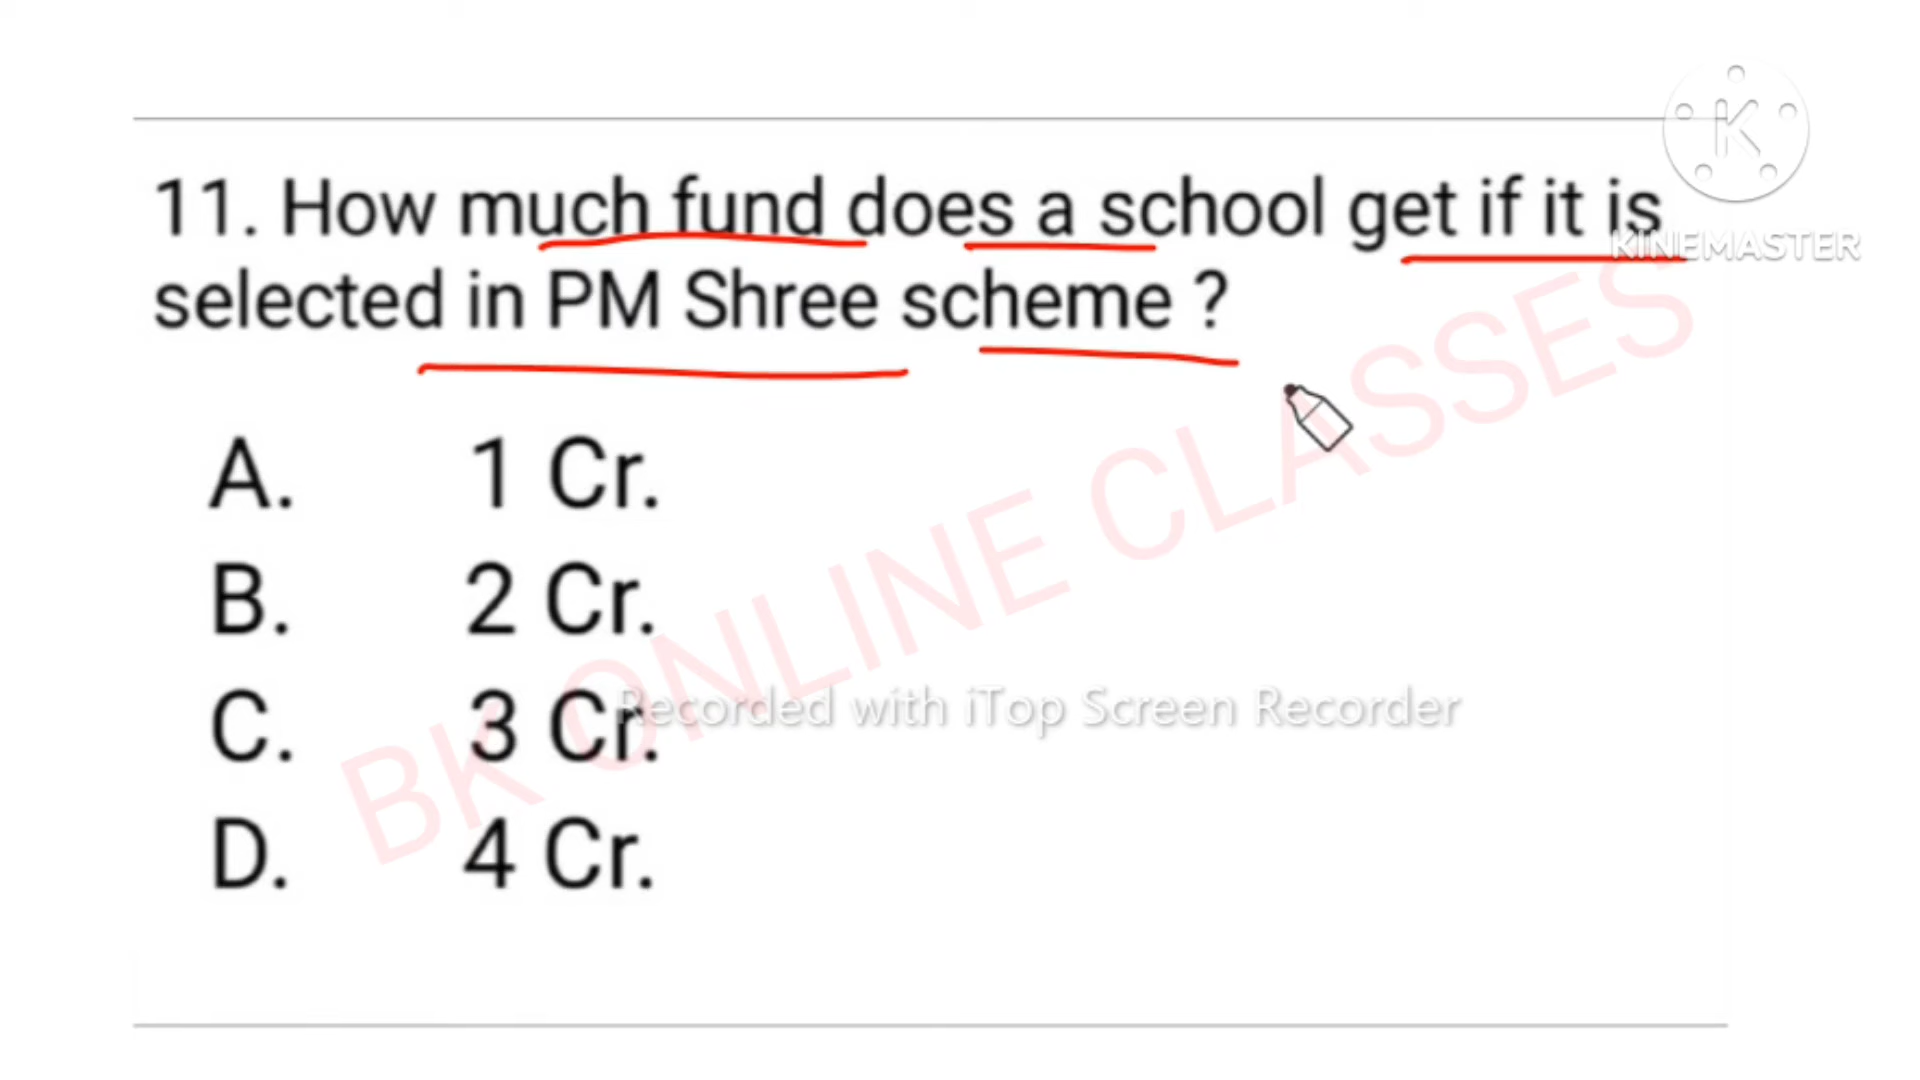 K
KINEMASTER
11. How much fund does a school get if it is
selected in PM Shree scheme ?
A. 1 Cr.
B. 2 Cr.
C. 3 Cr.
D. 4 Cr.
BK ONLINE CLASSES
Recorded with iTop Screen Recorder